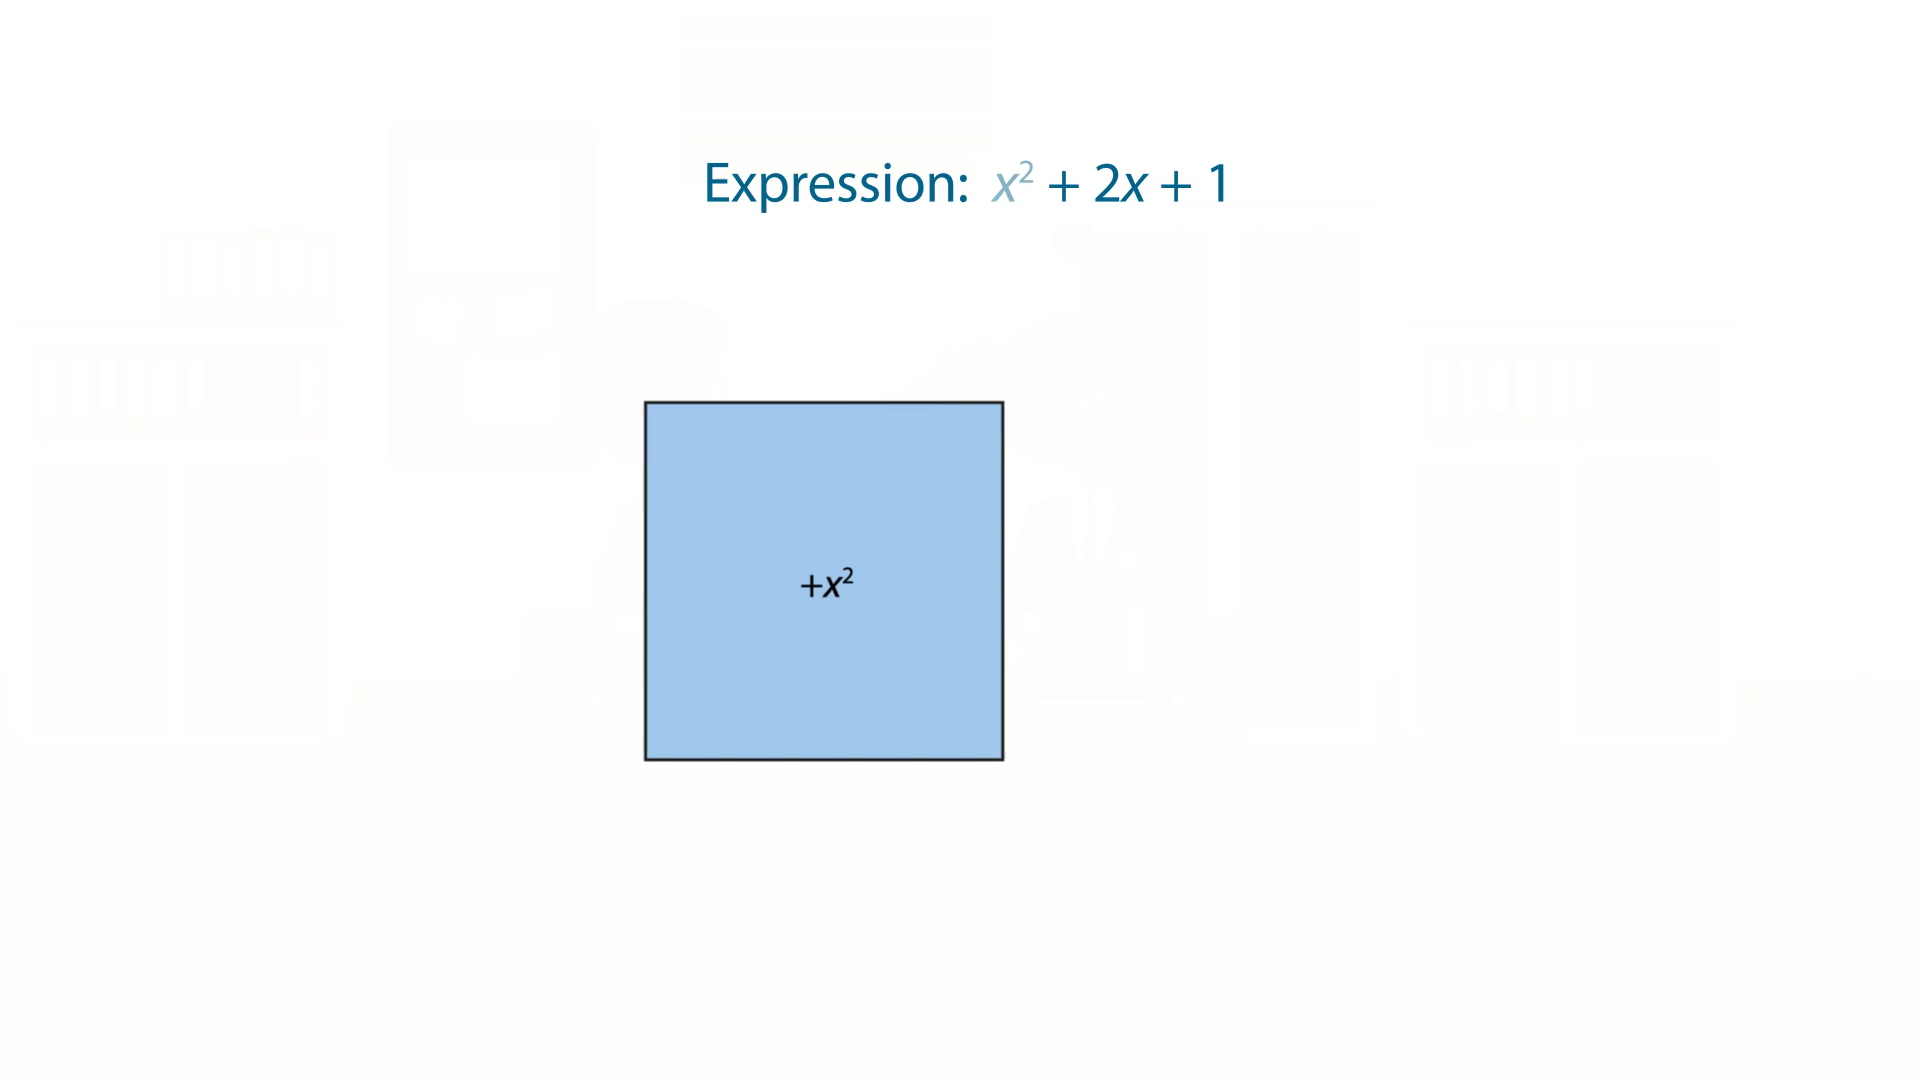 Expression: x² + 2x + 1
+x²